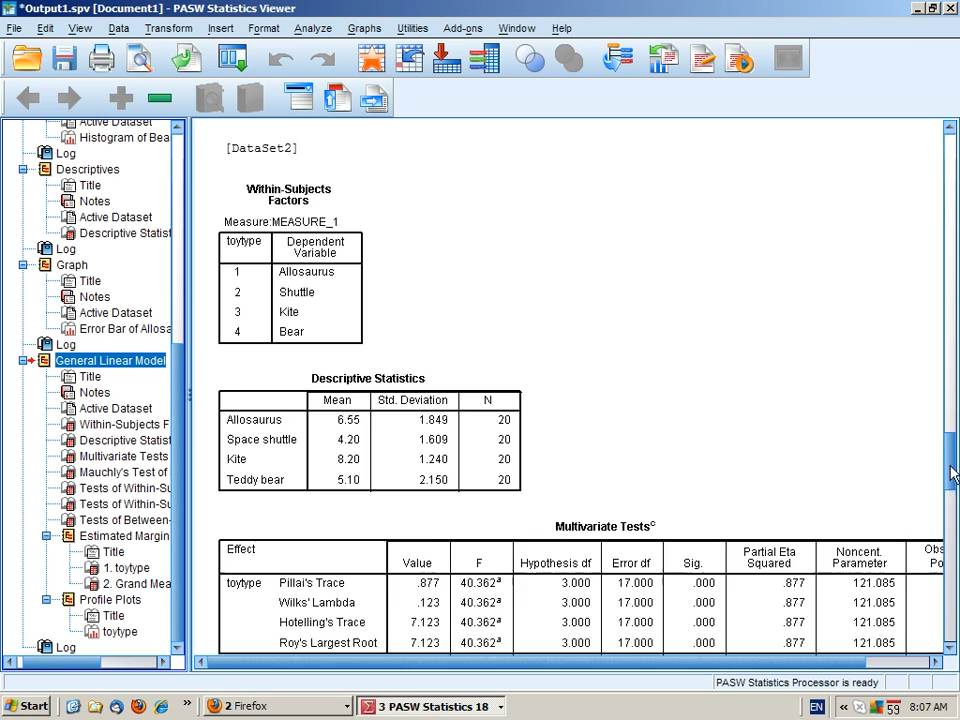 *Output1.spv [Document1] - PASW Statistics Viewer
File Edit View Data Transform Insert Format Analyze Graphs Utilities Add-ons Window Help
Active Dataset
Histogram of Bea
Log
Descriptives
Title
Notes
Active Dataset
Descriptive Statist
Log
Graph
Title
Notes
Active Dataset
Error Bar of Allosa
Log
General Linear Model
Title
Notes
Active Dataset
Within-Subjects F
Descriptive Statist
Multivariate Tests
Mauchly's Test of
Tests of Within-Su
Tests of Within-Su
Tests of Between-
Estimated Margin
Title
1. toytype
2. Grand Mea
Profile Plots
Title
toytype
Log
[DataSet2]
Within-Subjects
Factors
Measure:MEASURE_1
toytype Dependent Variable
1 Allosaurus
2 Shuttle
3 Kite
4 Bear
Descriptive Statistics
Mean Std. Deviation N
Allosaurus 6.55 1.849 20
Space shuttle 4.20 1.609 20
Kite 8.20 1.240 20
Teddy bear 5.10 2.150 20
Multivariate Testsc
Effect Value F Hypothesis df Error df Sig. Partial Eta Squared Noncent. Parameter Obs Po
toytype Pillai's Trace .877 40.362a 3.000 17.000 .000 .877 121.085
Wilks' Lambda .123 40.362a 3.000 17.000 .000 .877 121.085
Hotelling's Trace 7.123 40.362a 3.000 17.000 .000 .877 121.085
Roy's Largest Root 7.123 40.362a 3.000 17.000 .000 .877 121.085
PASW Statistics Processor is ready
Start » 2 Firefox 3 PASW Statistics 18 EN « 59 8:07 AM